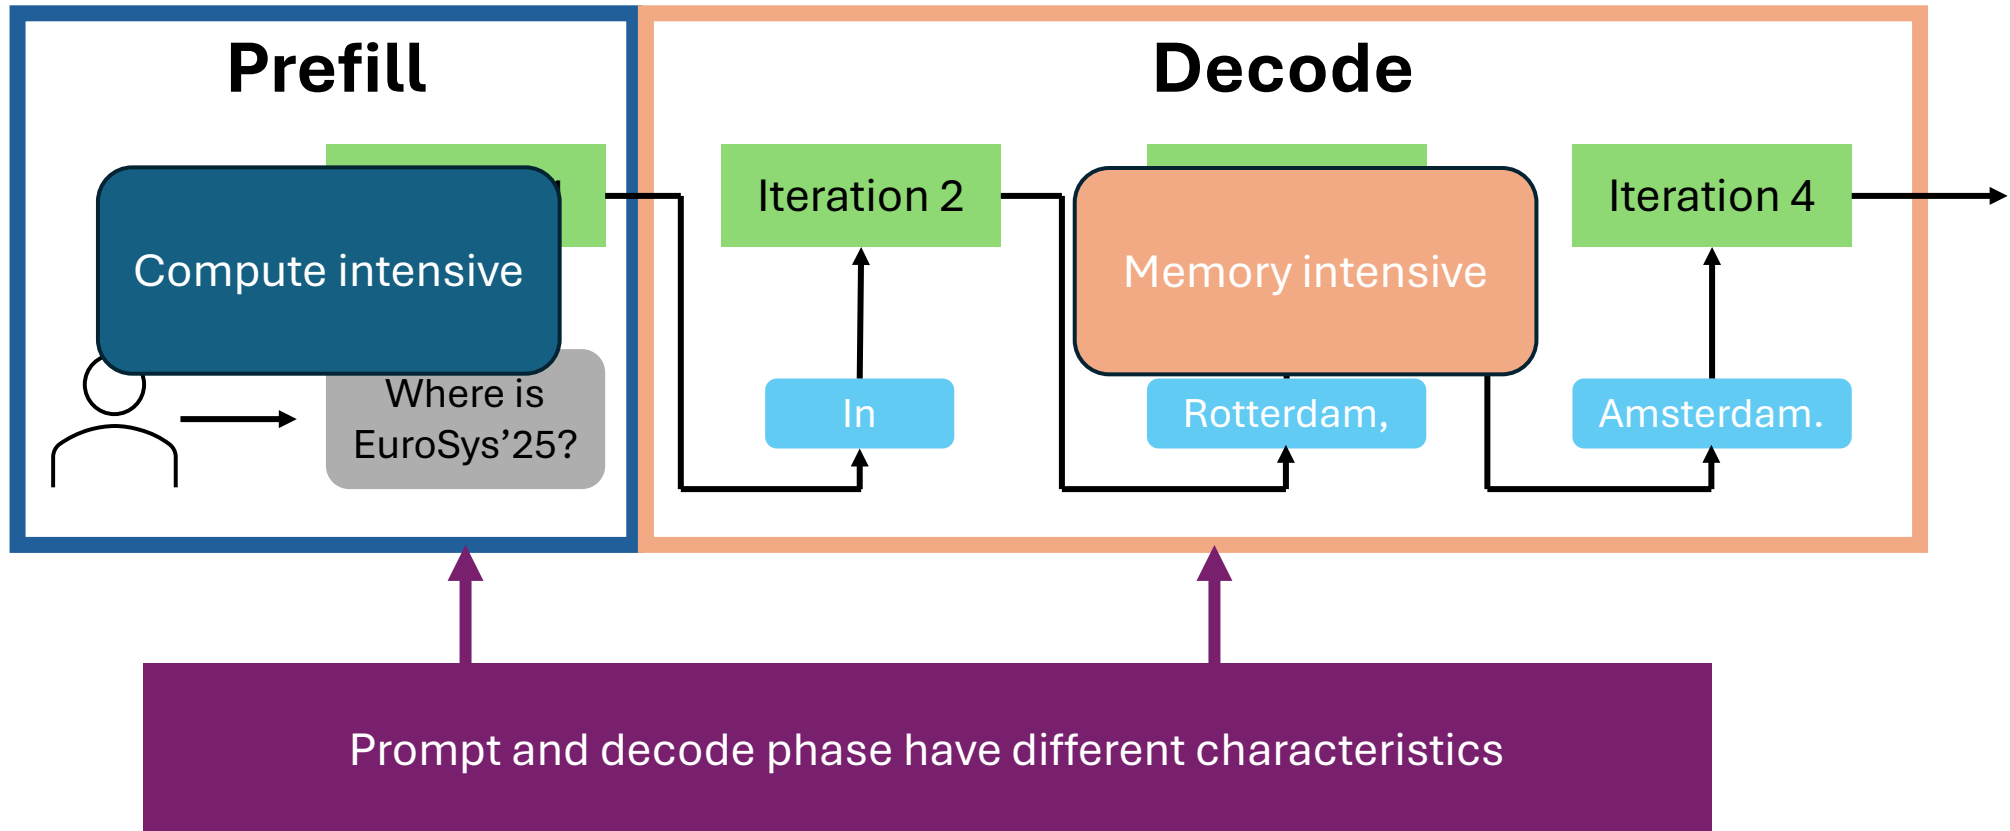 Prefill
Decode
Compute intensive
Iteration 2
Memory intensive
Iteration 4
Where is
EuroSys’25?
In
Rotterdam,
Amsterdam.
Prompt and decode phase have different characteristics